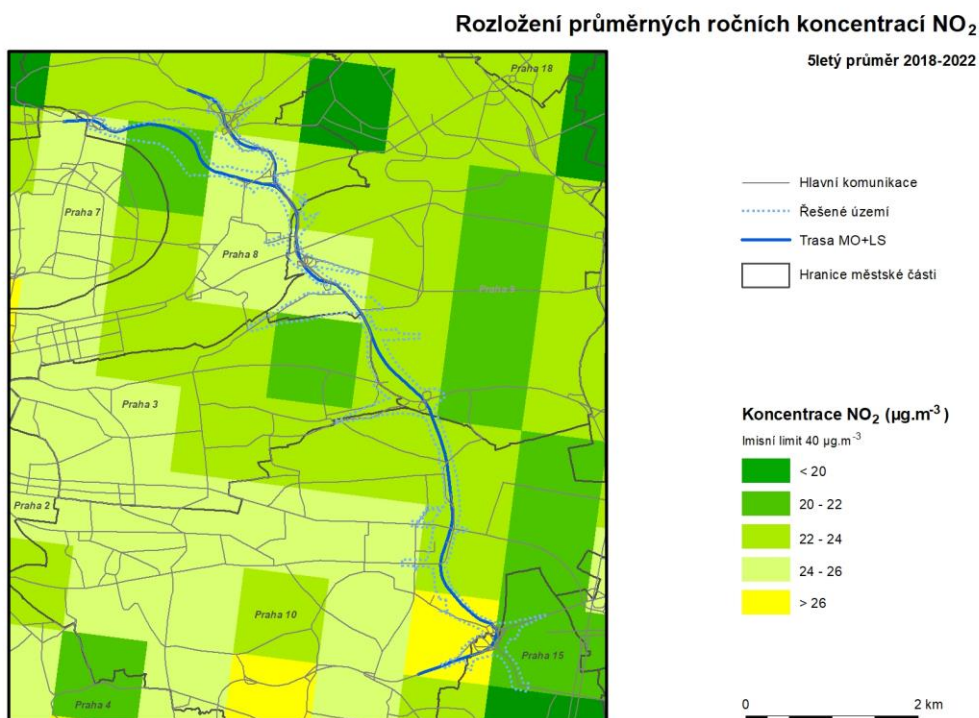 Rozložení průměrných ročních koncentrací NO₂
5letý průměr 2018-2022
Praha 18
Praha 7
Praha 8
Praha 9
Praha 3
Praha 2
Praha 10
Praha 15
Praha 4
Hlavní komunikace
Řešené území
Trasa MO+LS
Hranice městské části
Koncentrace NO₂ (µg.m⁻³ )
Imisní limit 40 µg.m⁻³
< 20
20 - 22
22 - 24
24 - 26
> 26
0 2 km